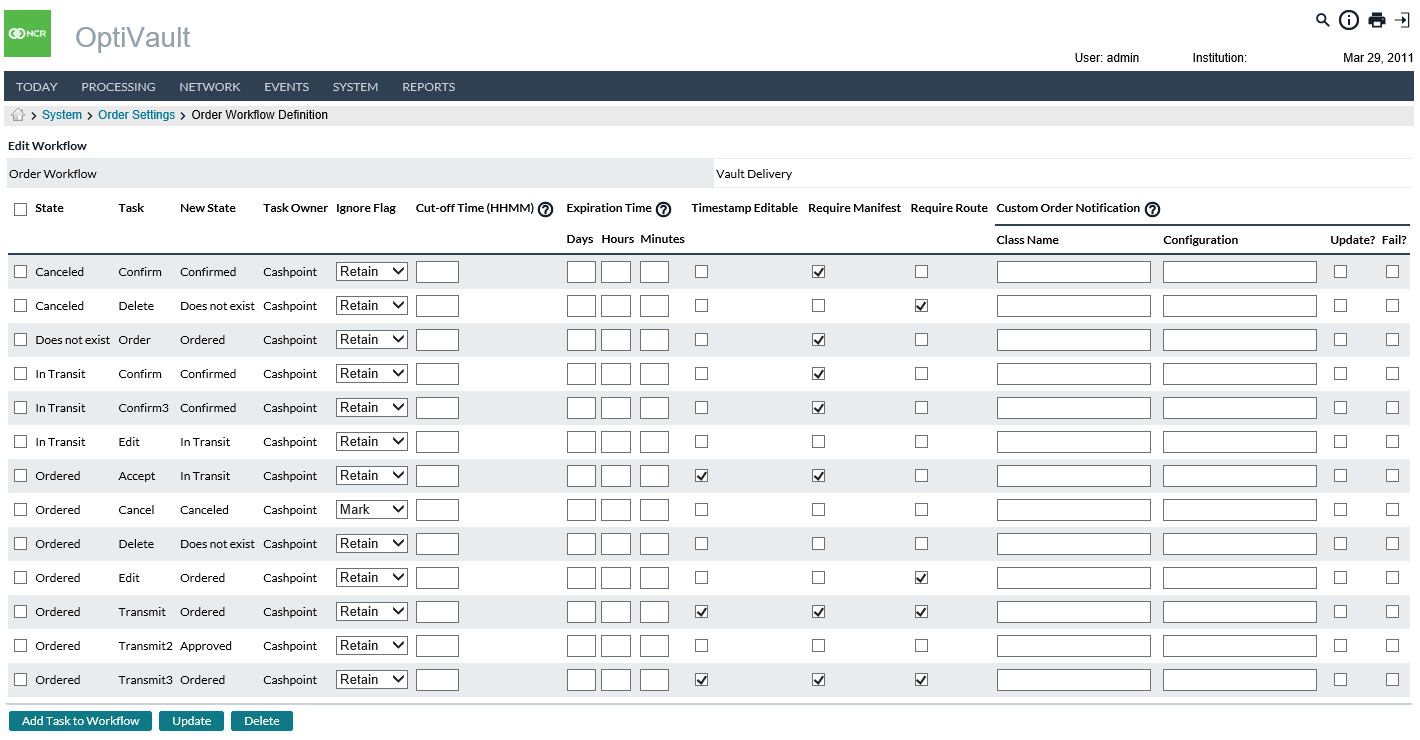 NCR
OptiVault
User: admin Institution: Mar 29, 2011
TODAY PROCESSING NETWORK EVENTS SYSTEM REPORTS
> System > Order Settings > Order Workflow Definition
Edit Workflow
Order Workflow Vault Delivery
State Task New State Task Owner Ignore Flag Cut-off Time (HHMM) ? Expiration Time ? Timestamp Editable Require Manifest Require Route Custom Order Notification ?
Days Hours Minutes Class Name Configuration Update? Fail?
Canceled Confirm Confirmed Cashpoint Retain
Canceled Delete Does not exist Cashpoint Retain
Does not exist Order Ordered Cashpoint Retain
In Transit Confirm Confirmed Cashpoint Retain
In Transit Confirm3 Confirmed Cashpoint Retain
In Transit Edit In Transit Cashpoint Retain
Ordered Accept In Transit Cashpoint Retain
Ordered Cancel Canceled Cashpoint Mark
Ordered Delete Does not exist Cashpoint Retain
Ordered Edit Ordered Cashpoint Retain
Ordered Transmit Ordered Cashpoint Retain
Ordered Transmit2 Approved Cashpoint Retain
Ordered Transmit3 Ordered Cashpoint Retain
Add Task to Workflow Update Delete